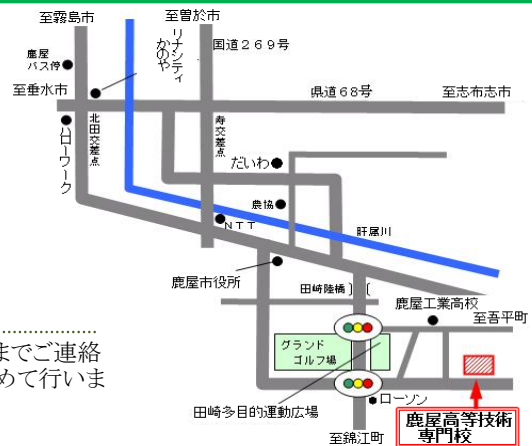 至霧島市
至曽於市
国道２６９号
リナシティ
かのや
鹿屋
バス停
至垂水市
県道68号
至志布志市
北田交差点
寿交差点
ハローワーク
だいわ
農協
ＮＴＴ
肝属川
鹿屋市役所
田崎陸橋
鹿屋工業高校
至吾平町
グランド
ゴルフ場
までご連絡
めて行いま
ローソン
田崎多目的運動広場
至錦江町
鹿屋高等技術
専門校